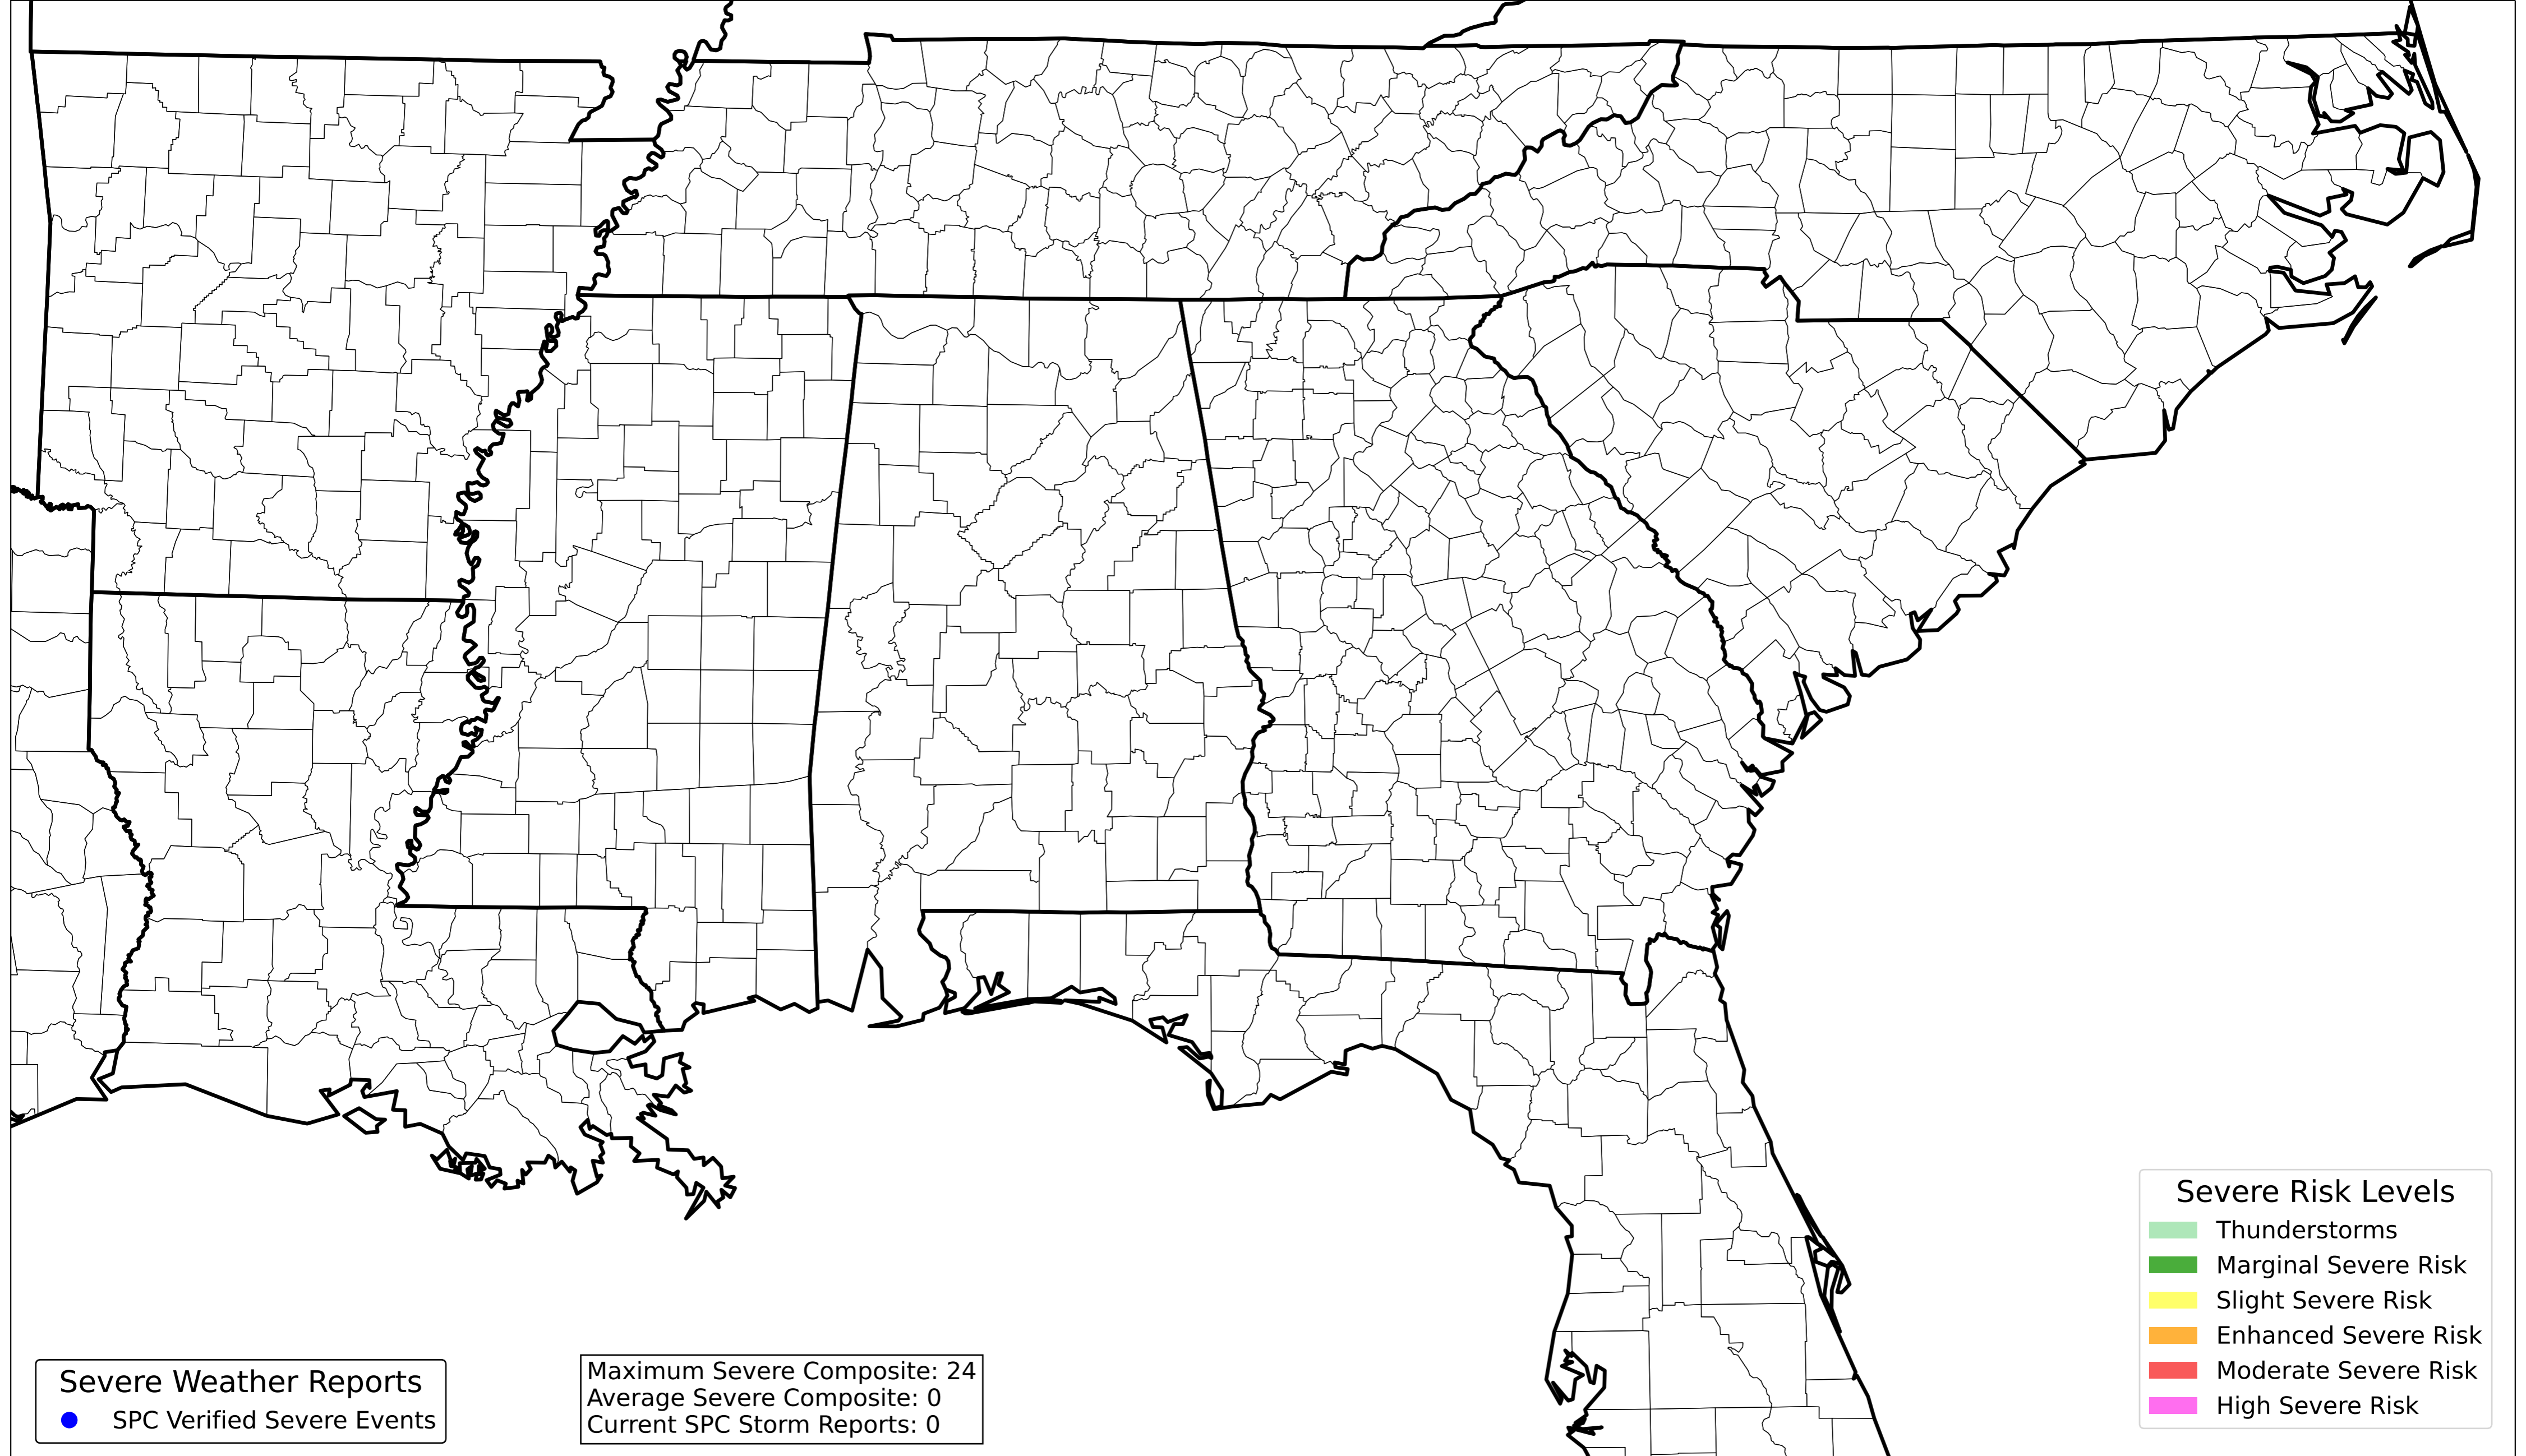 Severe Risk Levels
Thunderstorms
Marginal Severe Risk
Slight Severe Risk
Enhanced Severe Risk
Moderate Severe Risk
High Severe Risk
Severe Weather Reports
SPC Verified Severe Events
Maximum Severe Composite: 24
Average Severe Composite: 0
Current SPC Storm Reports: 0